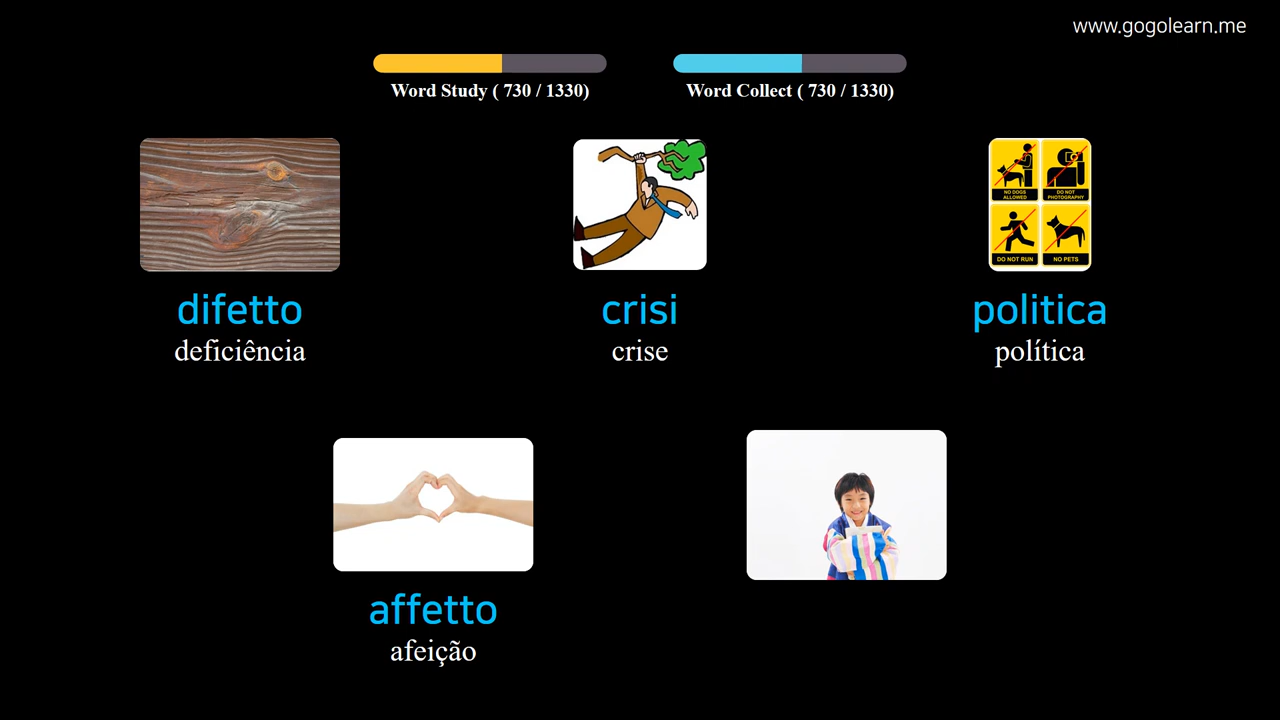 www.gogolearn.me
Word Study ( 730 / 1330)
Word Collect ( 730 / 1330)
NO DOGS
ALLOWED
DO NOT
PHOTOGRAPHY
DO NOT RUN
NO PETS
difetto
deficiência
crisi
crise
politica
política
affetto
afeição